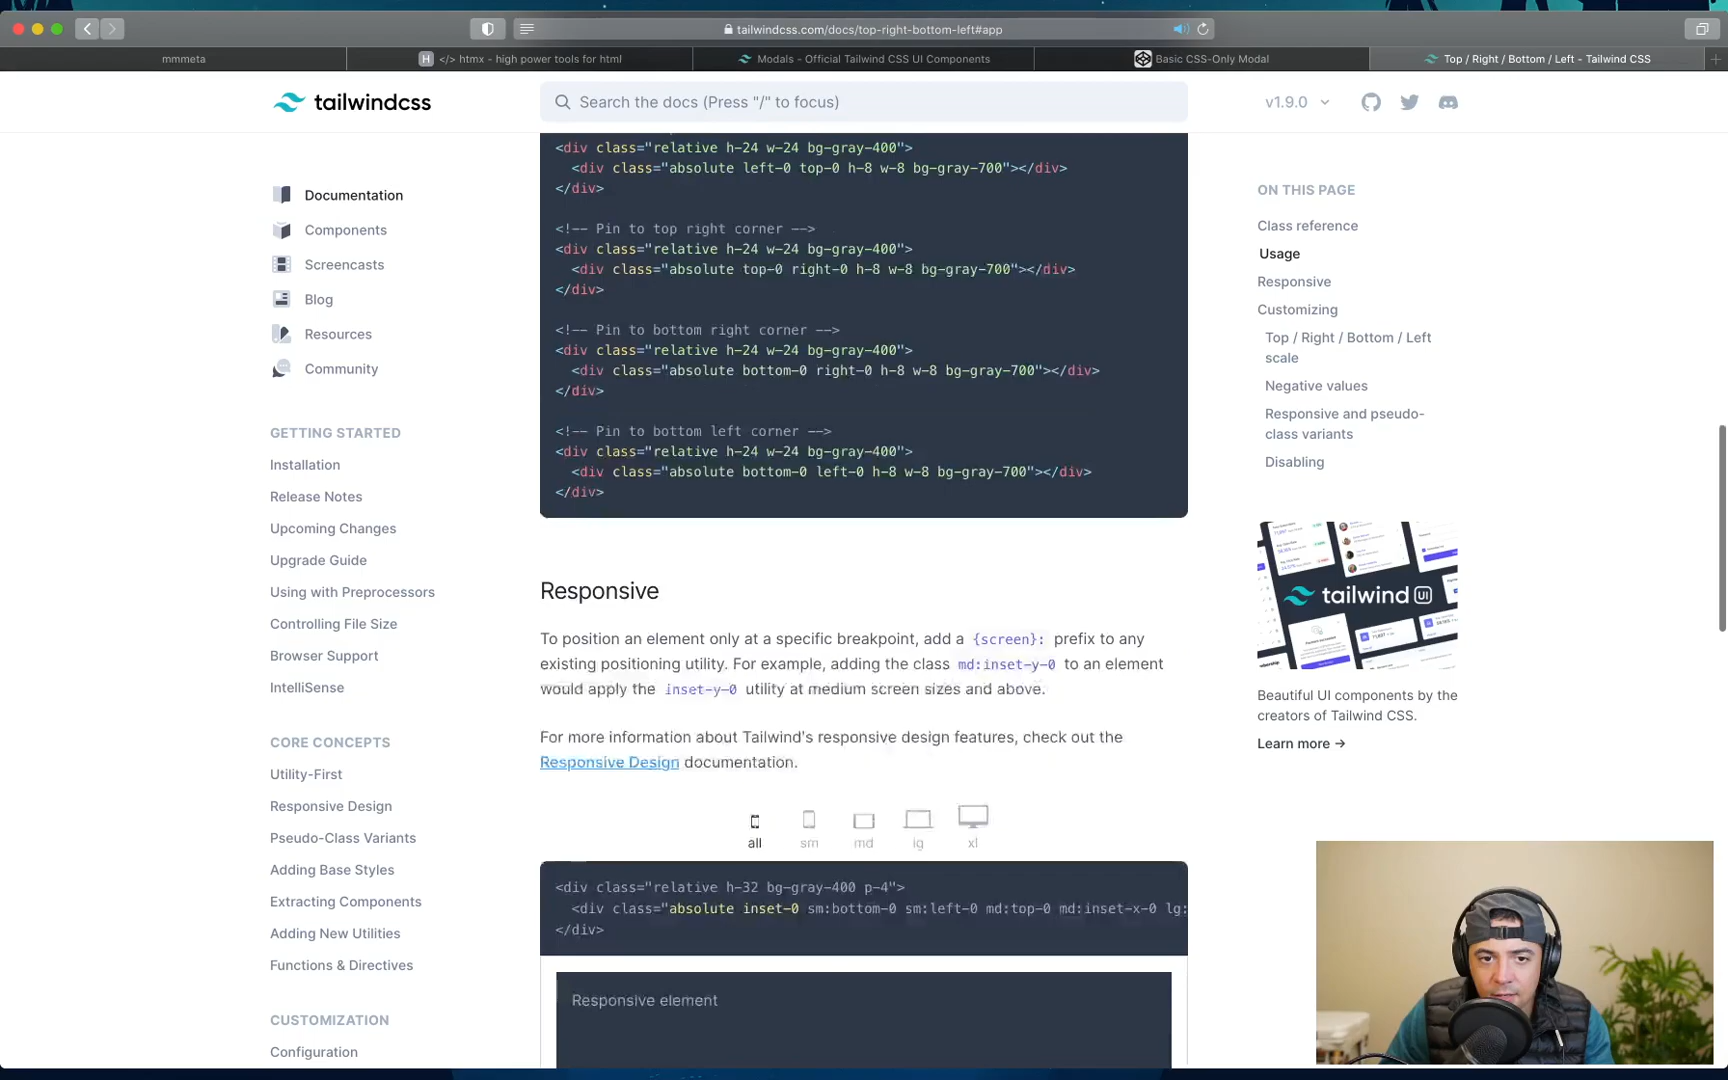 tailwindcss.com/docs/top-right-bottom-left#app
mmmeta
H </> htmx - high power tools for html
Modals - Official Tailwind CSS UI Components
Basic CSS-Only Modal
Top / Right / Bottom / Left - Tailwind CSS
tailwindcss
Search the docs (Press "/" to focus)
v1.9.0
Documentation
Components
Screencasts
Blog
Resources
Community
GETTING STARTED
Installation
Release Notes
Upcoming Changes
Upgrade Guide
Using with Preprocessors
Controlling File Size
Browser Support
IntelliSense
CORE CONCEPTS
Utility-First
Responsive Design
Pseudo-Class Variants
Adding Base Styles
Extracting Components
Adding New Utilities
Functions & Directives
CUSTOMIZATION
Configuration
<div class="relative h-24 w-24 bg-gray-400">
<div class="absolute left-0 top-0 h-8 w-8 bg-gray-700"></div>
</div>
<!-- Pin to top right corner -->
<div class="relative h-24 w-24 bg-gray-400">
<div class="absolute top-0 right-0 h-8 w-8 bg-gray-700"></div>
</div>
<!-- Pin to bottom right corner -->
<div class="relative h-24 w-24 bg-gray-400">
<div class="absolute bottom-0 right-0 h-8 w-8 bg-gray-700"></div>
</div>
<!-- Pin to bottom left corner -->
<div class="relative h-24 w-24 bg-gray-400">
<div class="absolute bottom-0 left-0 h-8 w-8 bg-gray-700"></div>
</div>
Responsive
To position an element only at a specific breakpoint, add a {screen}: prefix to any
existing positioning utility. For example, adding the class md:inset-y-0 to an element
would apply the inset-y-0 utility at medium screen sizes and above.
For more information about Tailwind's responsive design features, check out the
Responsive Design documentation.
all sm md lg xl
<div class="relative h-32 bg-gray-400 p-4">
<div class="absolute inset-0 sm:bottom-0 sm:left-0 md:top-0 md:inset-x-0 lg:
</div>
Responsive element
ON THIS PAGE
Class reference
Usage
Responsive
Customizing
Top / Right / Bottom / Left
scale
Negative values
Responsive and pseudo-
class variants
Disabling
tailwind UI
Beautiful UI components by the
creators of Tailwind CSS.
Learn more →